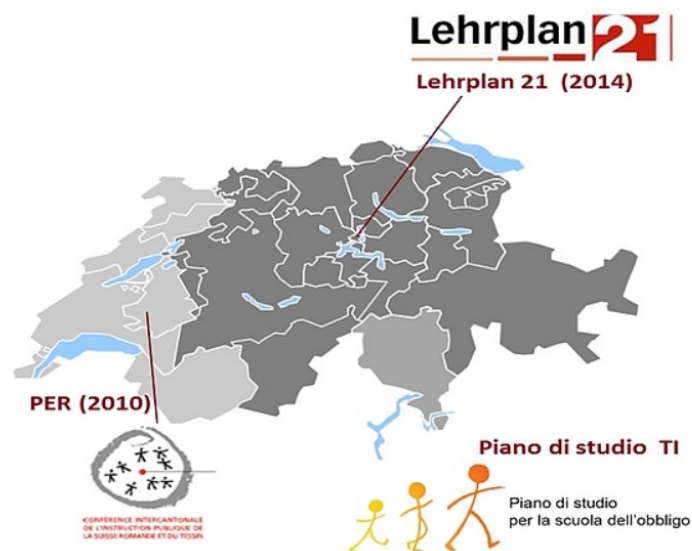 Lehrplan 21
Lehrplan 21 (2014)
PER (2010)
CONFÉRENCE INTERCANTONALE
DE L'INSTRUCTION PUBLIQUE DE
LA SUISSE ROMANDE ET DU TESSIN
Piano di studio TI
Piano di studio
per la scuola dell'obbligo